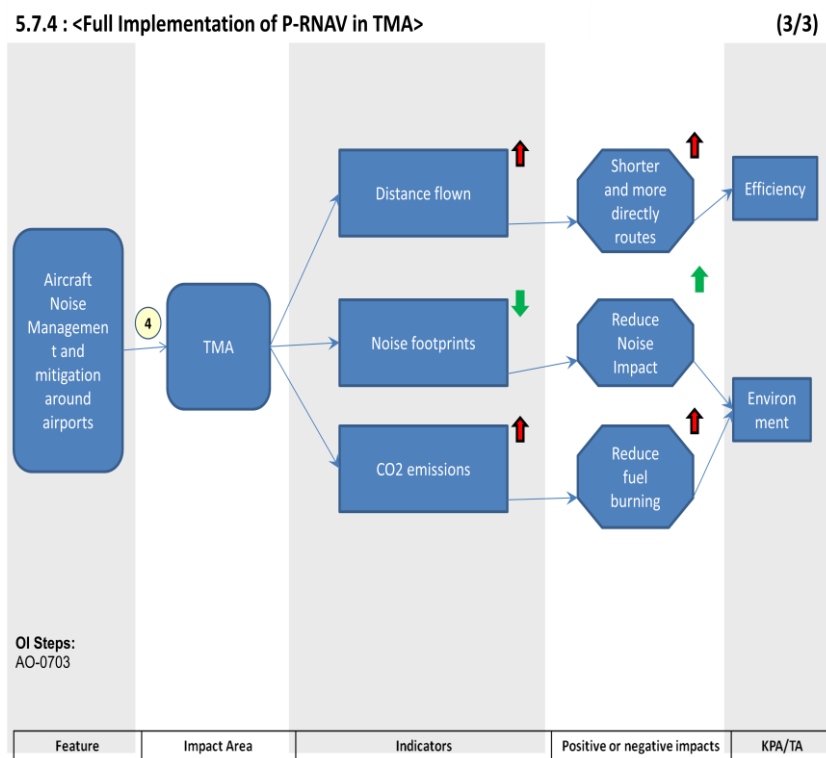 5.7.4 : <Full Implementation of P-RNAV in TMA>
(3/3)
Aircraft
Noise
Managemen
t and
mitigation
around
airports
4
TMA
Distance flown
Noise footprints
CO2 emissions
Shorter
and more
directly
routes
Reduce
Noise
Impact
Reduce
fuel
burning
Efficiency
Environ
ment
OI Steps:
AO-0703
Feature
Impact Area
Indicators
Positive or negative impacts
KPA/TA